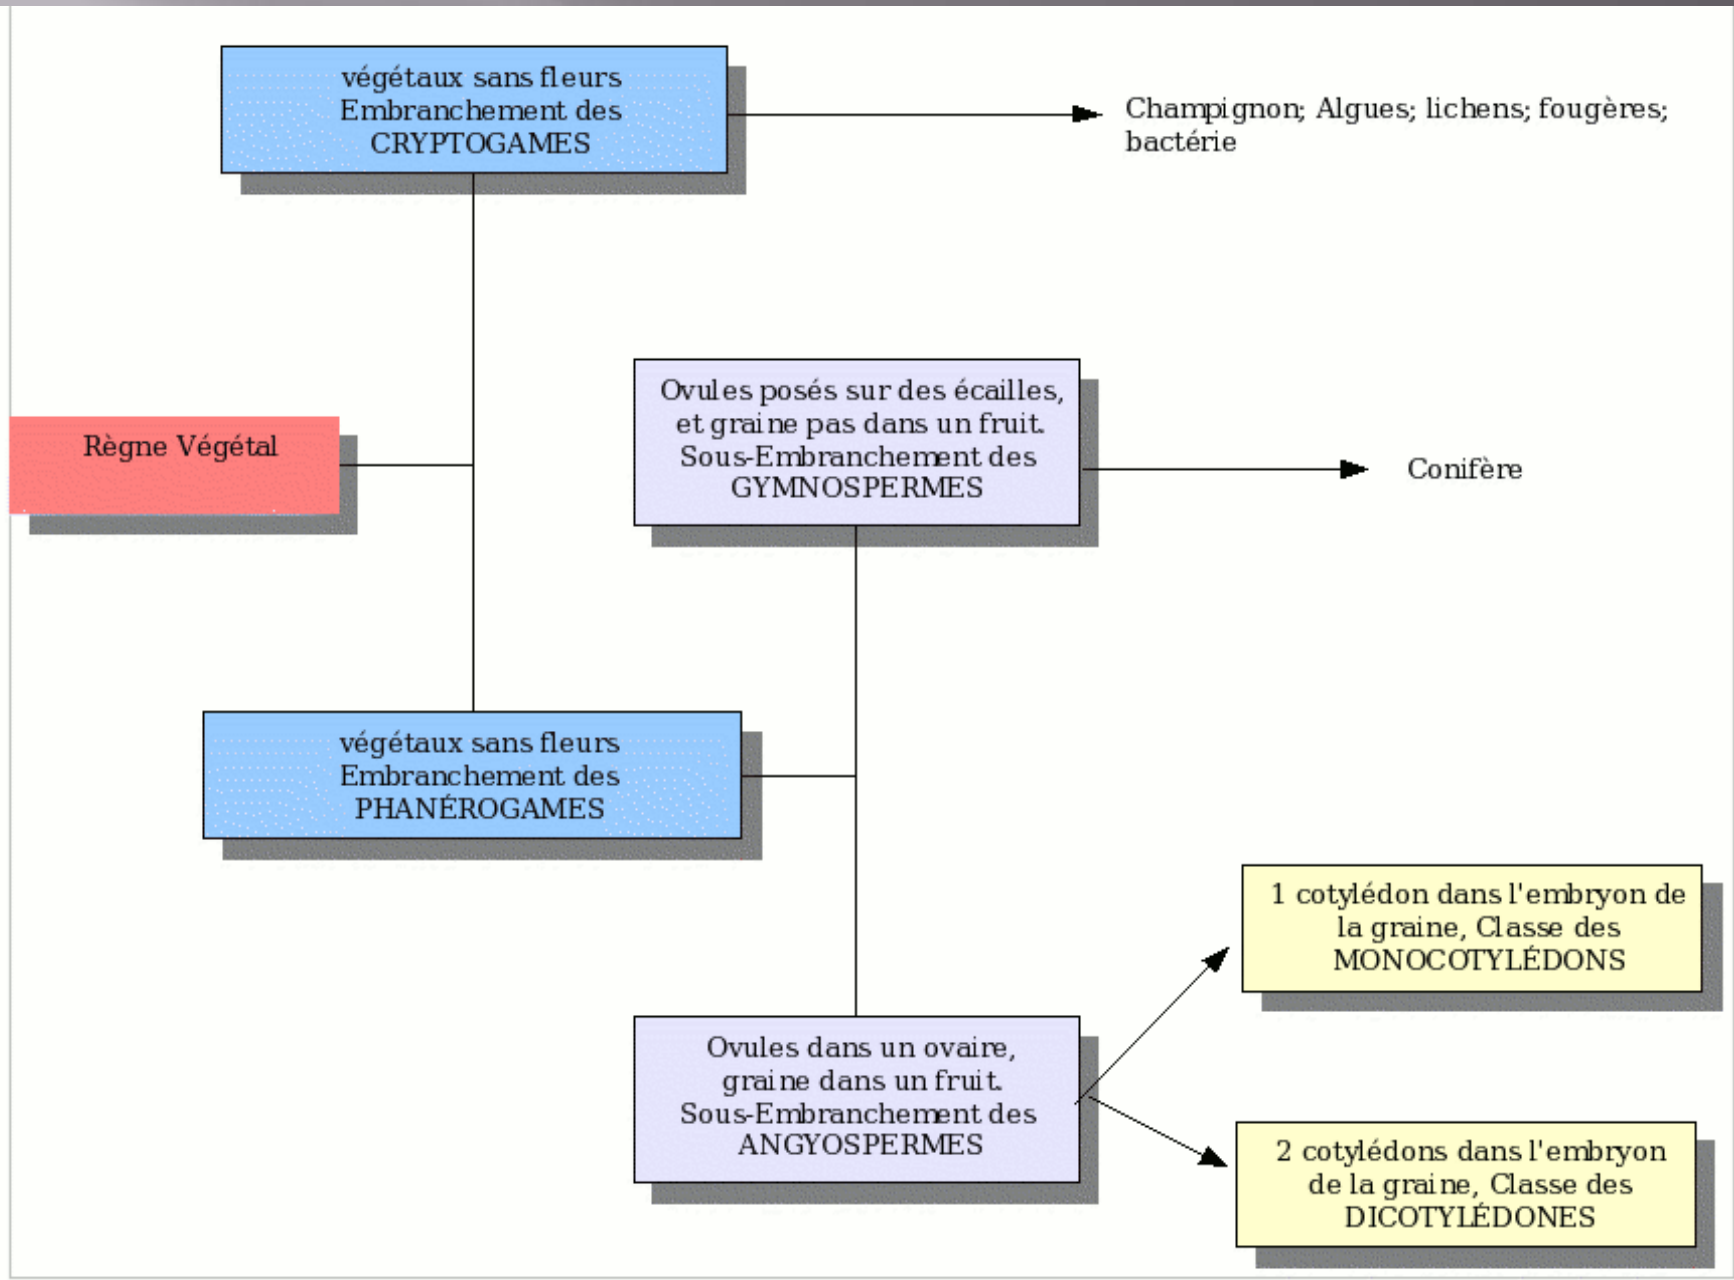 végétaux sans fleurs
Embranchement des
CRYPTOGAMES
Champignon; Algues; lichens; fougères;
bactérie
Règne Végétal
Ovules posés sur des écailles,
et graine pas dans un fruit.
Sous-Embranchement des
GYMNOSPERMES
Conifère
végétaux sans fleurs
Embranchement des
PHANÉROGAMES
Ovules dans un ovaire,
graine dans un fruit.
Sous-Embranchement des
ANGYOSPERMES
1 cotylédon dans l'embryon de
la graine, Classe des
MONOCOTYLÉDONS
2 cotylédons dans l'embryon
de la graine, Classe des
DICOTYLÉDONES